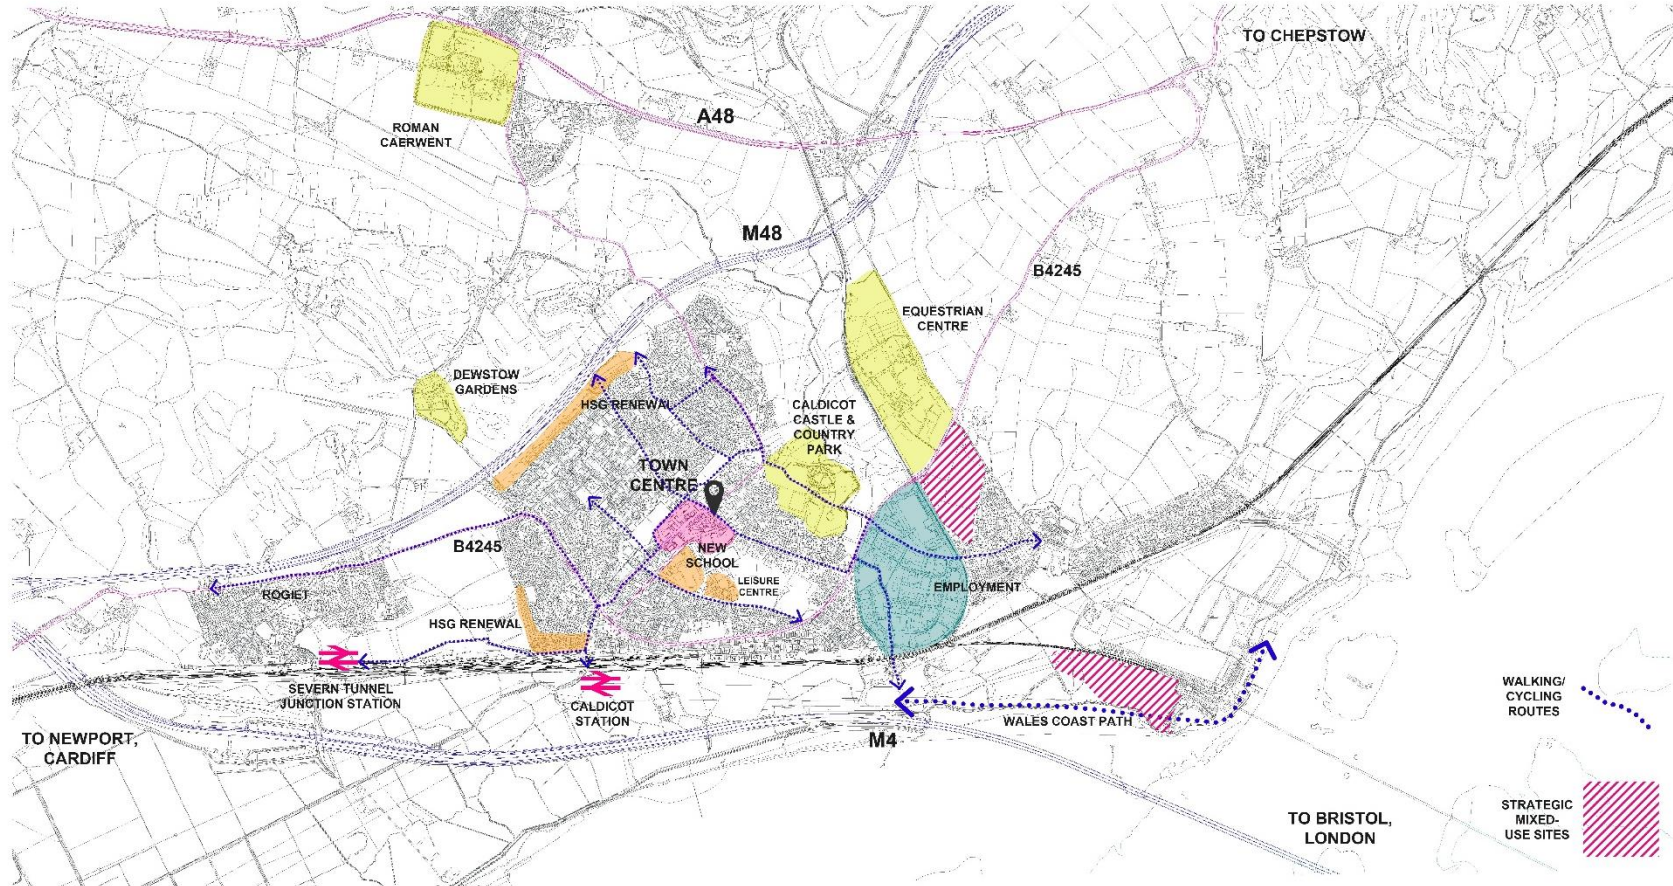 TO CHEPSTOW
A48
ROMAN
CAERWENT
M48
B4245
EQUESTRIAN
CENTRE
DEWSTOW
GARDENS
HSG RENEWAL
CALDICOT
CASTLE &
COUNTRY
PARK
TOWN
CENTRE
B4245
NEW
SCHOOL
LEISURE
CENTRE
EMPLOYMENT
ROGIET
HSG RENEWAL
SEVERN TUNNEL
JUNCTION STATION
CALDICOT
STATION
WALES COAST PATH
M4
TO NEWPORT,
CARDIFF
TO BRISTOL,
LONDON
WALKING/
CYCLING
ROUTES
STRATEGIC
MIXED-
USE SITES